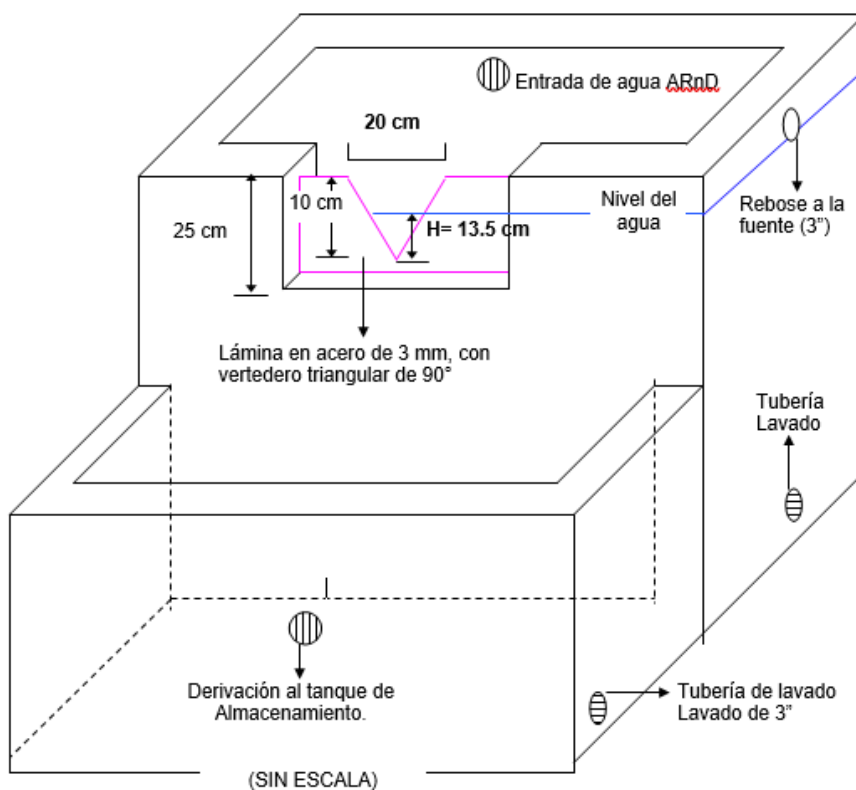 Entrada de agua ARnD
20 cm
10 cm
25 cm
H= 13.5 cm
Nivel del
agua
Rebose a la
fuente (3”)
Lámina en acero de 3 mm, con
vertedero triangular de 90°
Tubería
Lavado
Derivación al tanque de
Almacenamiento.
Tubería de lavado
Lavado de 3”
(SIN ESCALA)